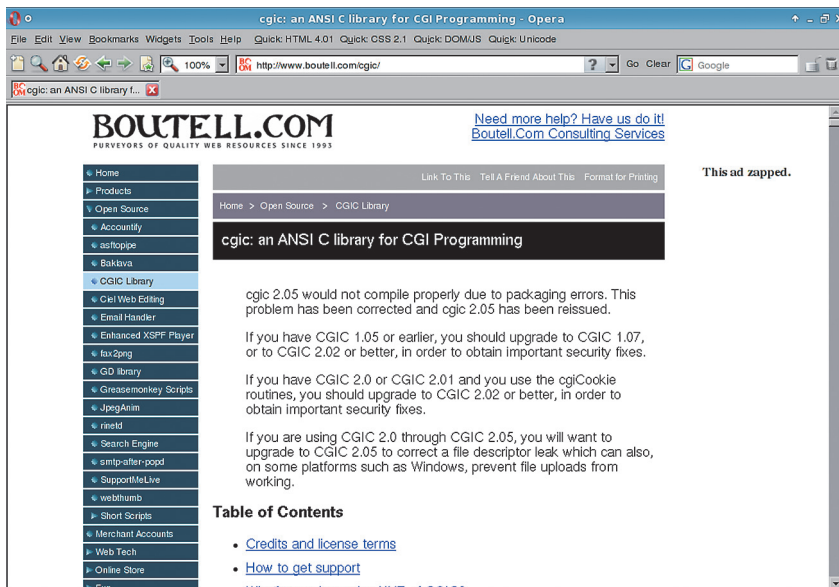 cgic: an ANSI C library for CGI Programming - Opera
File Edit View Bookmarks Widgets Tools Help Quick: HTML 4.01 Quick: CSS 2.1 Quick: DOM/JS Quick: Unicode
100% http://www.boutell.com/cgic/ ? Go Clear G Google
cgic: an ANSI C library f...
BOUTELL.COM
PURVEYORS OF QUALITY WEB RESOURCES SINCE 1993
Need more help? Have us do it!
Boutell.Com Consulting Services
Home
Products
Open Source
Accountify
asftopipe
Baklava
CGIC Library
Ciel Web Editing
Email Handler
Enhanced XSPF Player
fax2png
GD library
Greasemonkey Scripts
JpegAnim
rinetd
Search Engine
smtp-after-popd
SupportMeLive
webthumb
Short Scripts
Merchant Accounts
Web Tech
Online Store
Link To This Tell A Friend About This Format for Printing
Home > Open Source > CGIC Library
cgic: an ANSI C library for CGI Programming
cgic 2.05 would not compile properly due to packaging errors. This
problem has been corrected and cgic 2.05 has been reissued.
If you have CGIC 1.05 or earlier, you should upgrade to CGIC 1.07,
or to CGIC 2.02 or better, in order to obtain important security fixes.
If you have CGIC 2.0 or CGIC 2.01 and you use the cgiCookie
routines, you should upgrade to CGIC 2.02 or better, in order to
obtain important security fixes.
If you are using CGIC 2.0 through CGIC 2.05, you will want to
upgrade to CGIC 2.05 to correct a file descriptor leak which can also,
on some platforms such as Windows, prevent file uploads from
working.
Table of Contents
Credits and license terms
How to get support
This ad zapped.